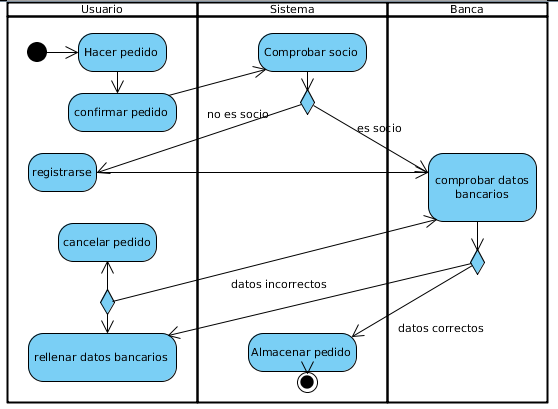 Usuario
Sistema
Banca
Hacer pedido
Comprobar socio
confirmar pedido
no es socio
es socio
registrarse
comprobar datos
bancarios
cancelar pedido
datos incorrectos
datos correctos
rellenar datos bancarios
Almacenar pedido